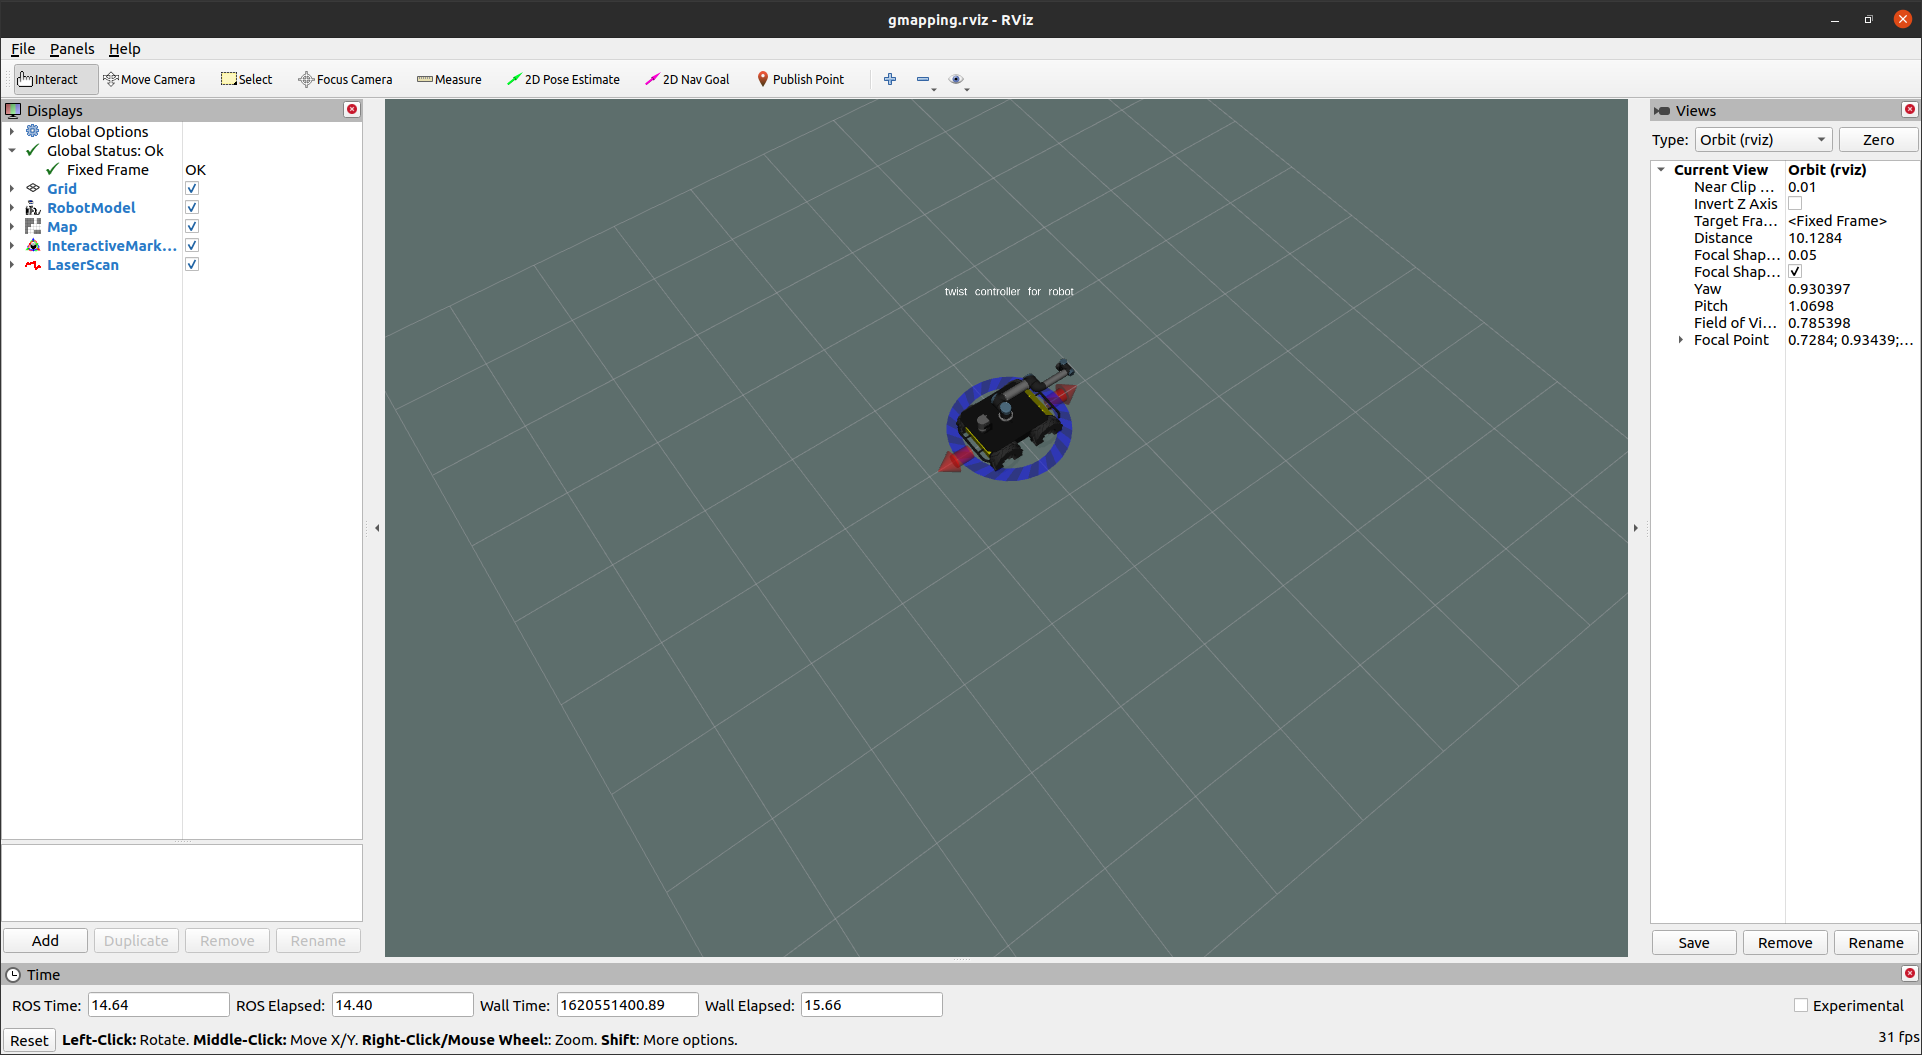 gmapping.rviz - RViz
File Panels Help
Interact Move Camera Select Focus Camera Measure 2D Pose Estimate 2D Nav Goal Publish Point
Displays
Global Options
Global Status: Ok
Fixed Frame OK
Grid
RobotModel
Map
InteractiveMark...
LaserScan
Add Duplicate Remove Rename
twist controller for robot
Views
Type: Orbit (rviz) Zero
Current View Orbit (rviz)
Near Clip ... 0.01
Invert Z Axis
Target Fra... <Fixed Frame>
Distance 10.1284
Focal Shap... 0.05
Focal Shap...
Yaw 0.930397
Pitch 1.0698
Field of Vi... 0.785398
Focal Point 0.7284; 0.93439;...
Save Remove Rename
Time
ROS Time: 14.64 ROS Elapsed: 14.40 Wall Time: 1620551400.89 Wall Elapsed: 15.66 Experimental
Reset Left-Click: Rotate. Middle-Click: Move X/Y. Right-Click/Mouse Wheel:: Zoom. Shift: More options. 31 fps